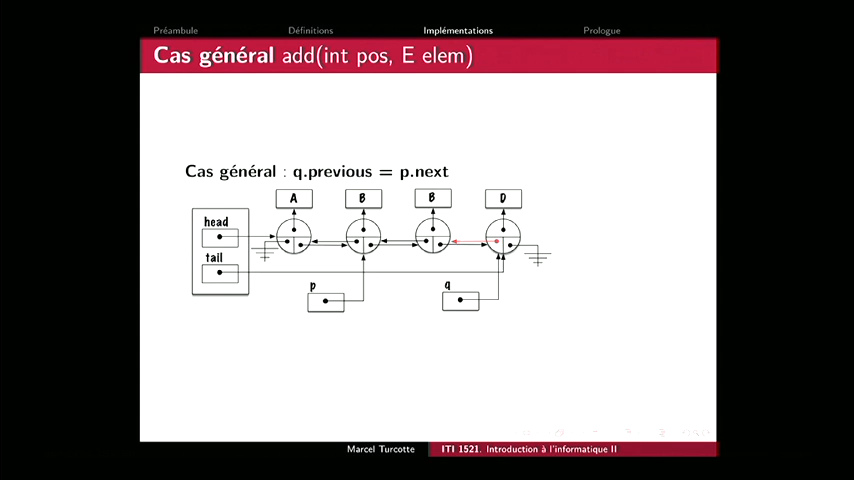 Préambule Définitions Implémentations Prologue
Cas général add(int pos, E elem)
Cas général : q.previous = p.next
A B B D
head
tail
p q
Marcel Turcotte ITI 1521. Introduction à l'informatique II